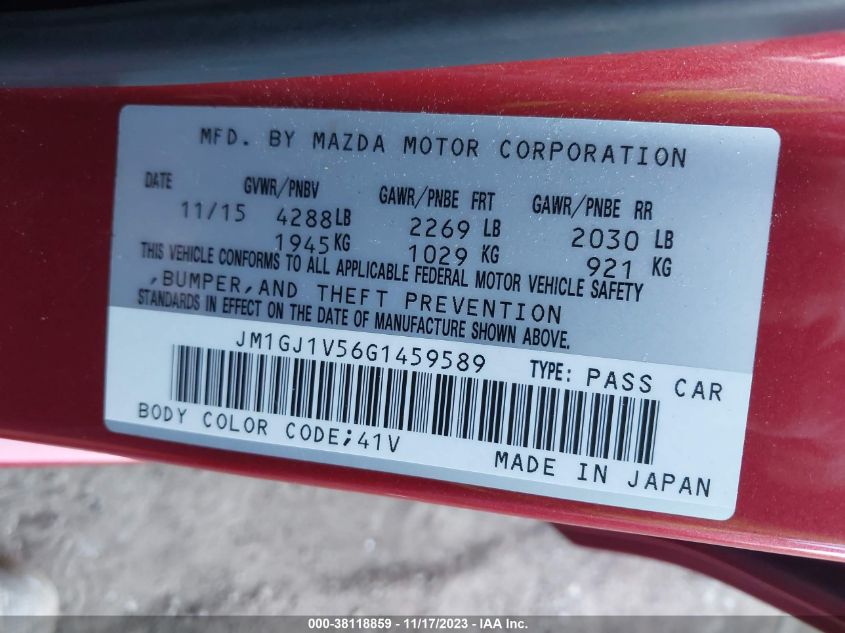 MFD. BY MAZDA MOTOR CORPORATION
DATE GVWR/PNBV GAWR/PNBE FRT GAWR/PNBE RR
11/15 4288LB 2269 LB 2030 LB
1945KG 1029 KG 921 KG
THIS VEHICLE CONFORMS TO ALL APPLICABLE FEDERAL MOTOR VEHICLE SAFETY
,BUMPER,AND THEFT PREVENTION
STANDARDS IN EFFECT ON THE DATE OF MANUFACTURE SHOWN ABOVE.
JM1GJ1V56G1459589 TYPE: PASS CAR
BODY COLOR CODE;41V
MADE IN JAPAN
000-38118859 - 11/17/2023 - IAA Inc.